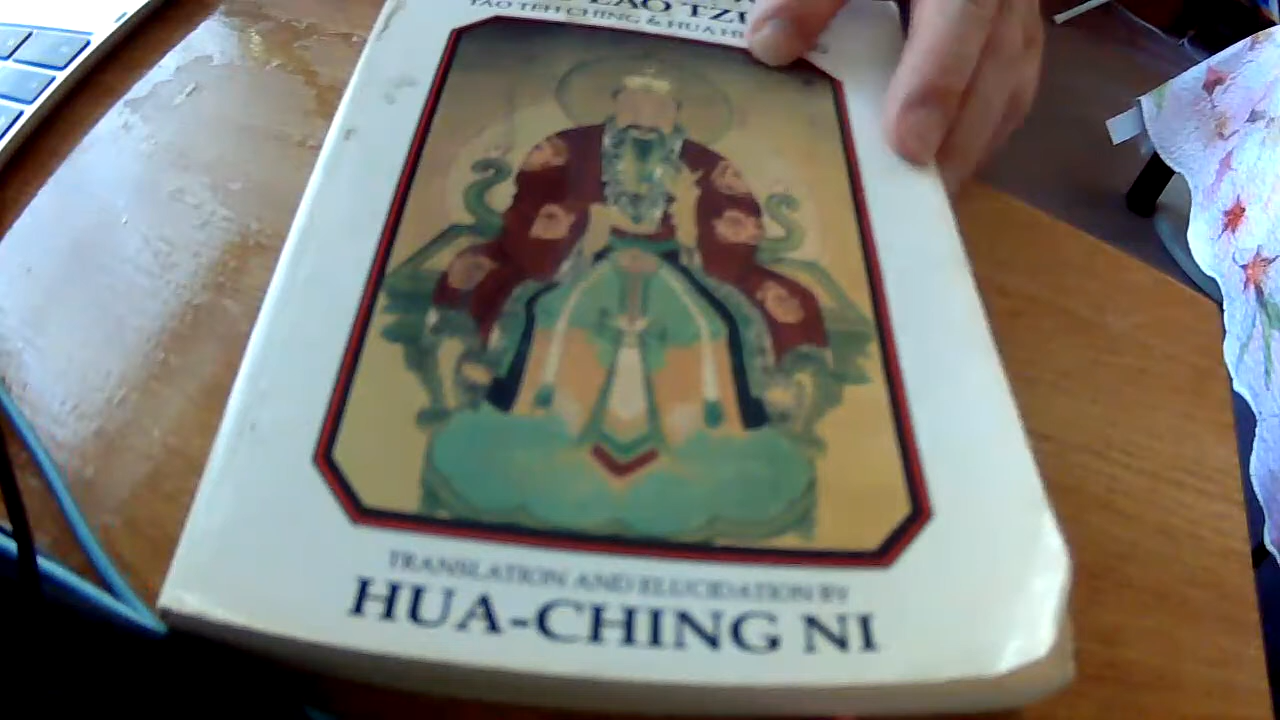 LAO TZU
TAO TEH CHING & HUA HU
TRANSLATION AND ELUCIDATION BY
HUA-CHING NI